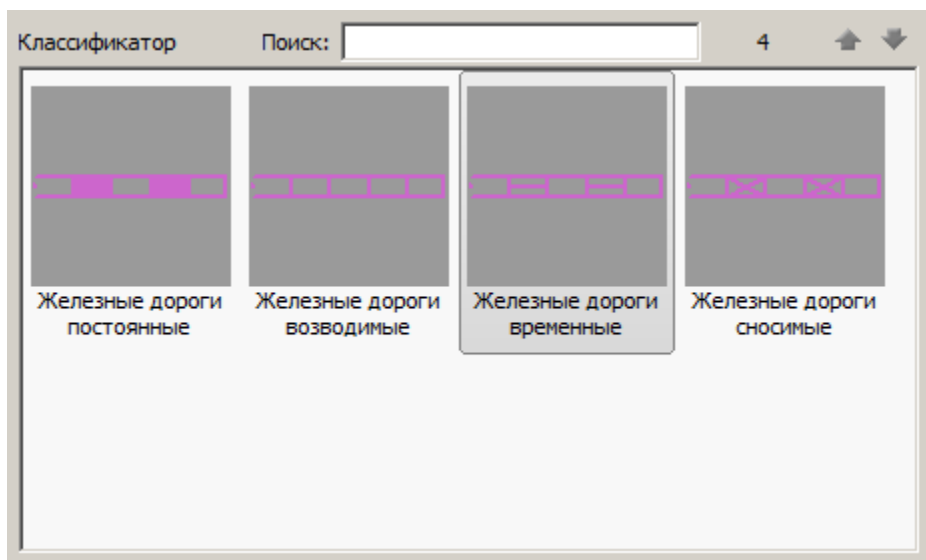 Классификатор Поиск: 4
Железные дороги постоянные
Железные дороги возводимые
Железные дороги временные
Железные дороги сносимые